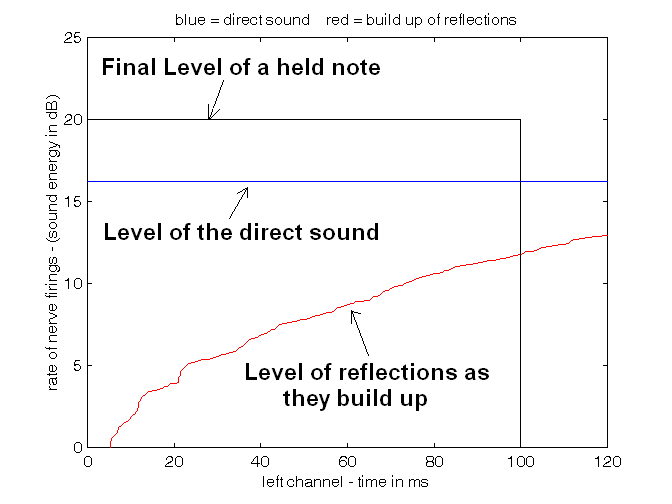 blue = direct sound    red = build up of reflections
25
20
15
10
5
0
rate of nerve firings - (sound energy in dB)
Final Level of a held note
Level of the direct sound
Level of reflections as
they build up
0 20 40 60 80 100 120
left channel - time in ms